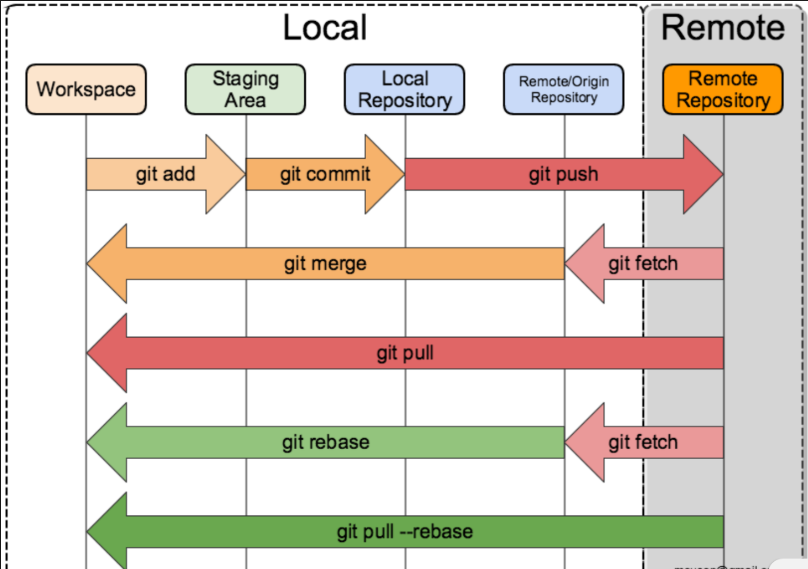 Local
Remote
Workspace
Staging
Area
Local
Repository
Remote/Origin
Repository
Remote
Repository
git add
git commit
git push
git merge
git fetch
git pull
git rebase
git fetch
git pull --rebase